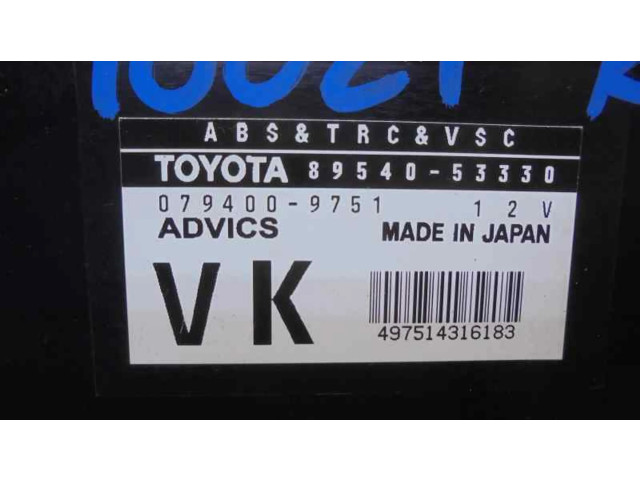 ABS&TRC&VSC
TOYOTA 89540-53330
079400-9751 12V
ADVICS MADE IN JAPAN
VK
497514316183